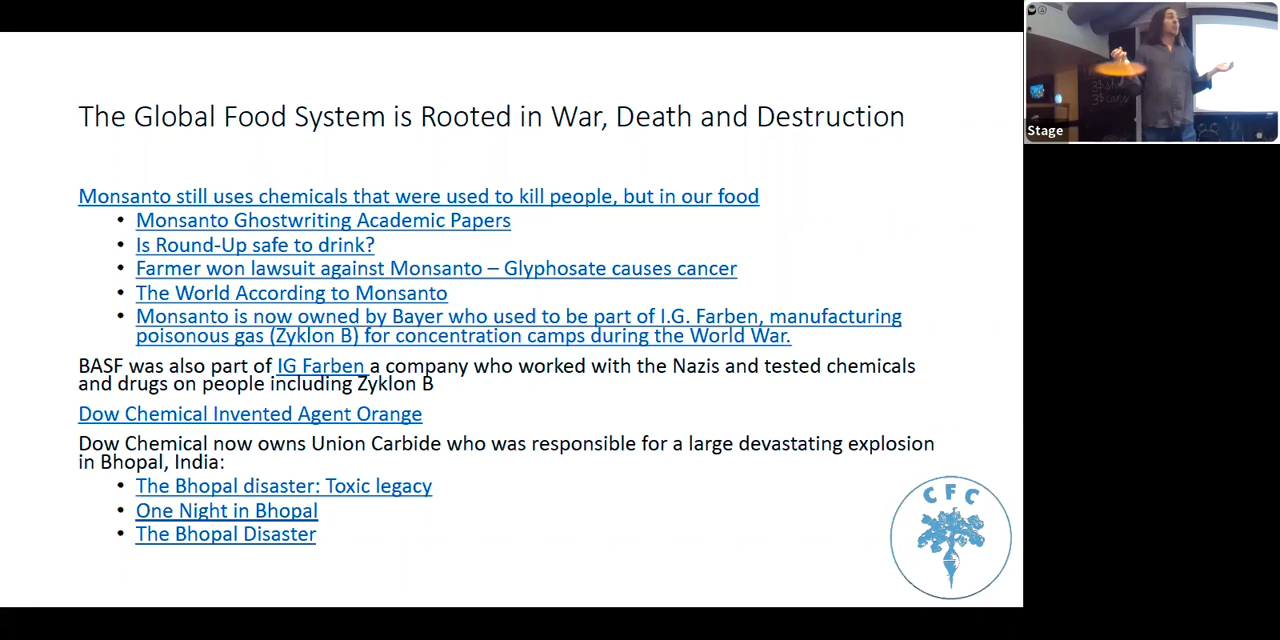 The Global Food System is Rooted in War, Death and Destruction
Monsanto still uses chemicals that were used to kill people, but in our food
• Monsanto Ghostwriting Academic Papers
• Is Round-Up safe to drink?
• Farmer won lawsuit against Monsanto – Glyphosate causes cancer
• The World According to Monsanto
• Monsanto is now owned by Bayer who used to be part of I.G. Farben, manufacturing
poisonous gas (Zyklon B) for concentration camps during the World War.
BASF was also part of IG Farben a company who worked with the Nazis and tested chemicals
and drugs on people including Zyklon B
Dow Chemical Invented Agent Orange
Dow Chemical now owns Union Carbide who was responsible for a large devastating explosion
in Bhopal, India:
• The Bhopal disaster: Toxic legacy
• One Night in Bhopal
• The Bhopal Disaster
CFC
Stage